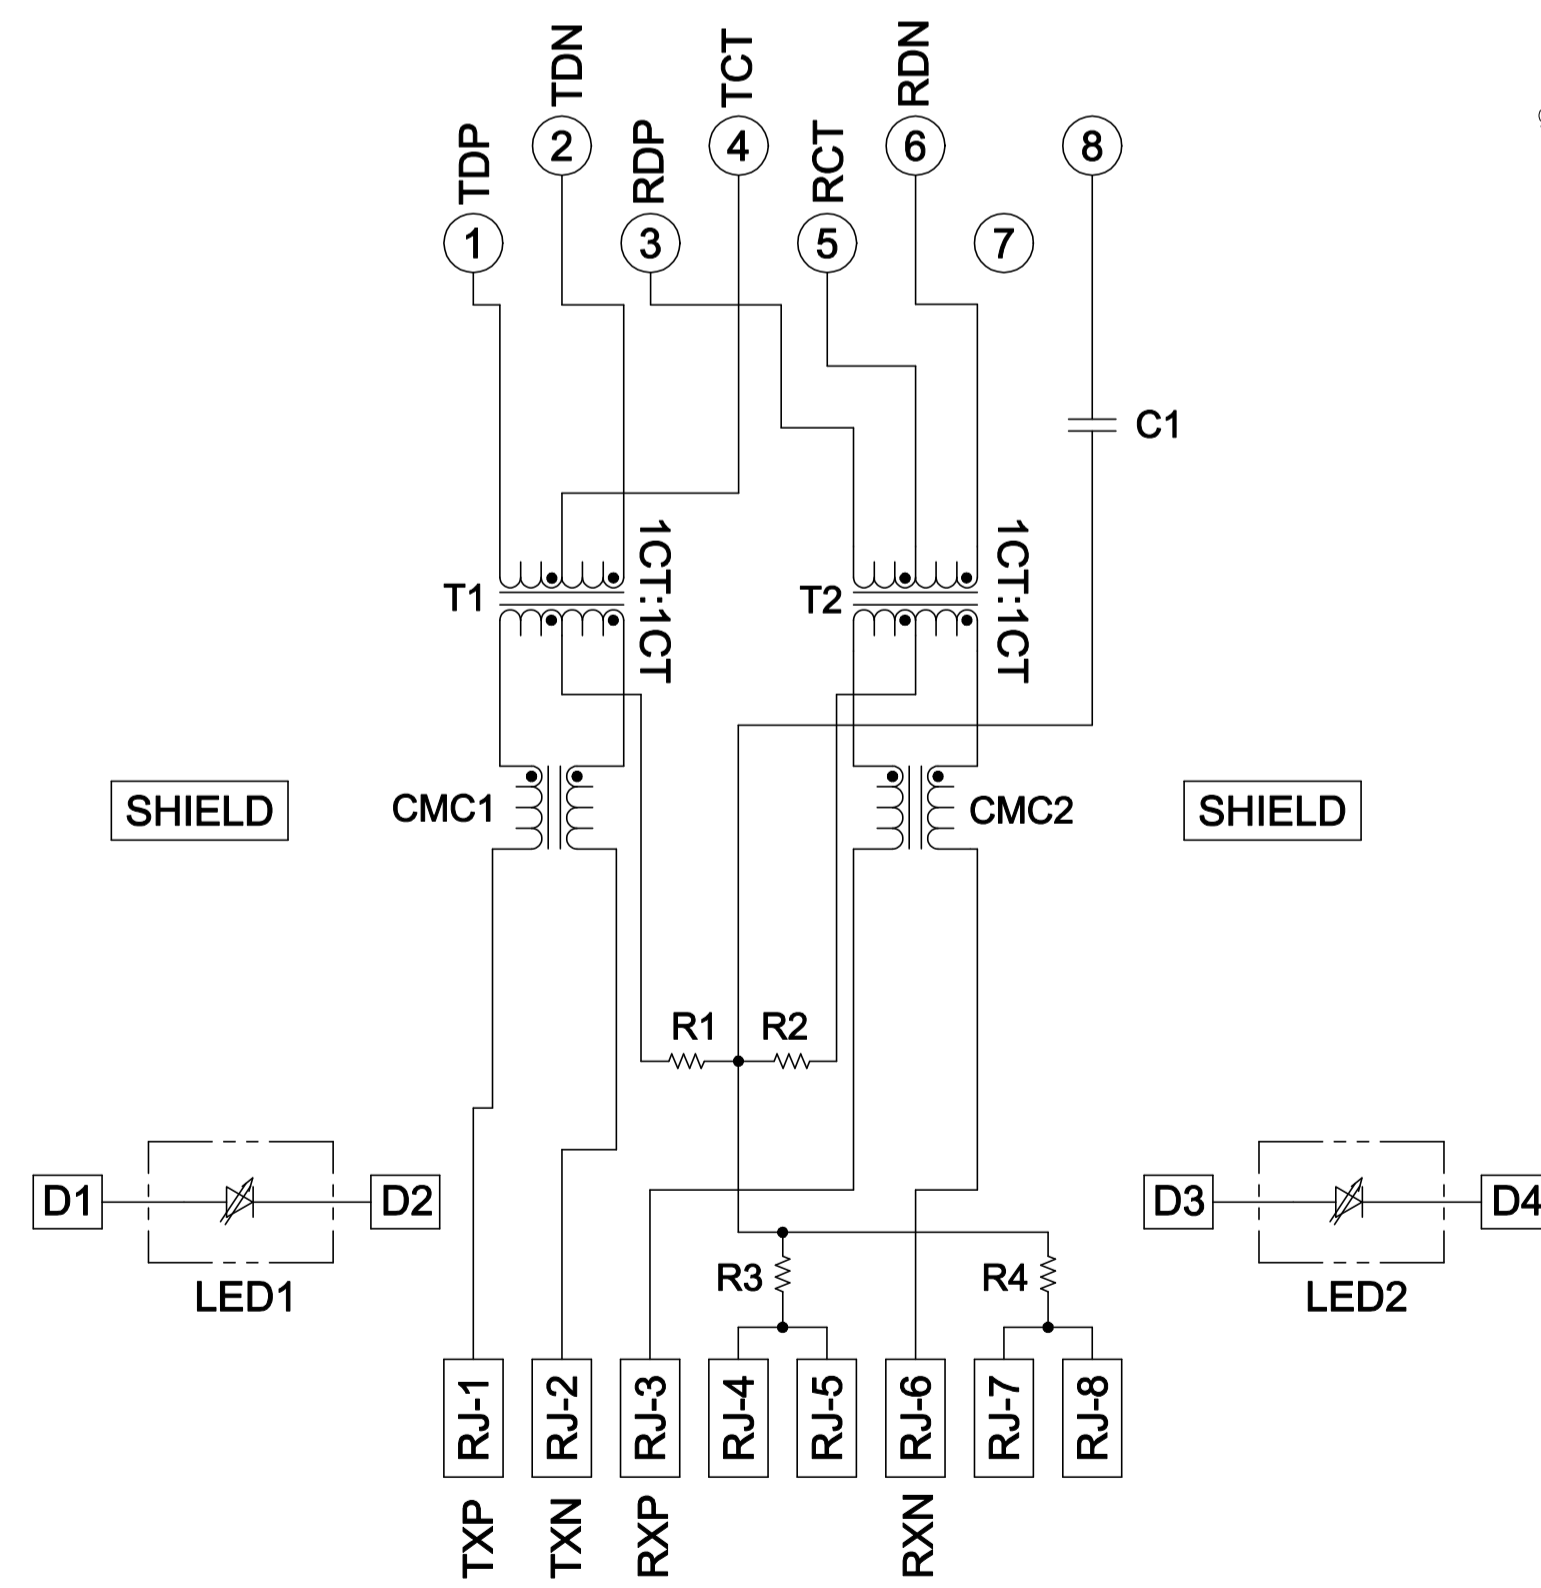 TDN
TCT
RDN
TDP
2
RDP
4
RCT
6
8
1
3
5
7
C1
T1
1CT:1CT
T2
1CT:1CT
SHIELD
CMC1
CMC2
SHIELD
R1
R2
D1
D2
D3
D4
LED1
R3
R4
LED2
RJ-1
RJ-2
RJ-3
RJ-4
RJ-5
RJ-6
RJ-7
RJ-8
TXP
TXN
RXP
RXN